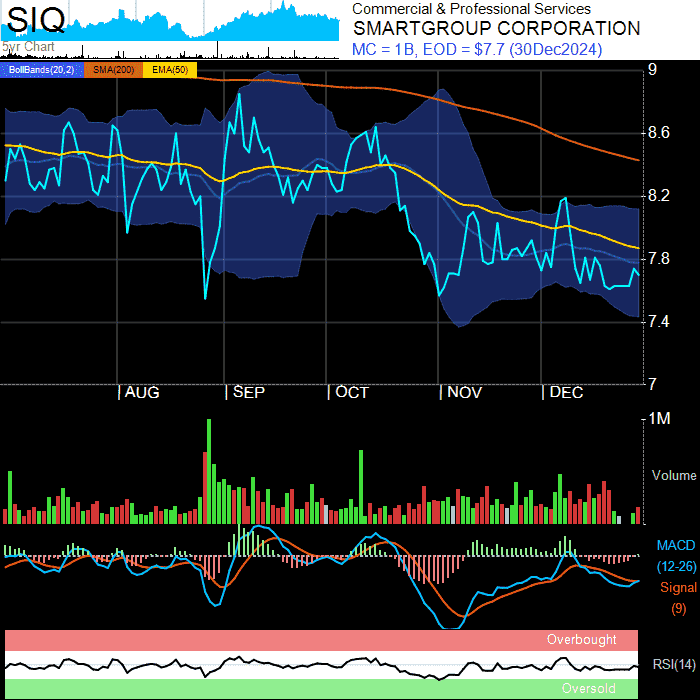 SIQ
Commercial & Professional Services
SMARTGROUP CORPORATION
5yr Chart
MC = 1B, EOD = $7.7 (30Dec2024)
BollBands(20,2) SMA(200) EMA(50)
9
8.6
8.2
7.8
7.4
7
AUG SEP OCT NOV DEC
1M
Volume
MACD
(12-26)
Signal
(9)
Overbought
RSI(14)
Oversold